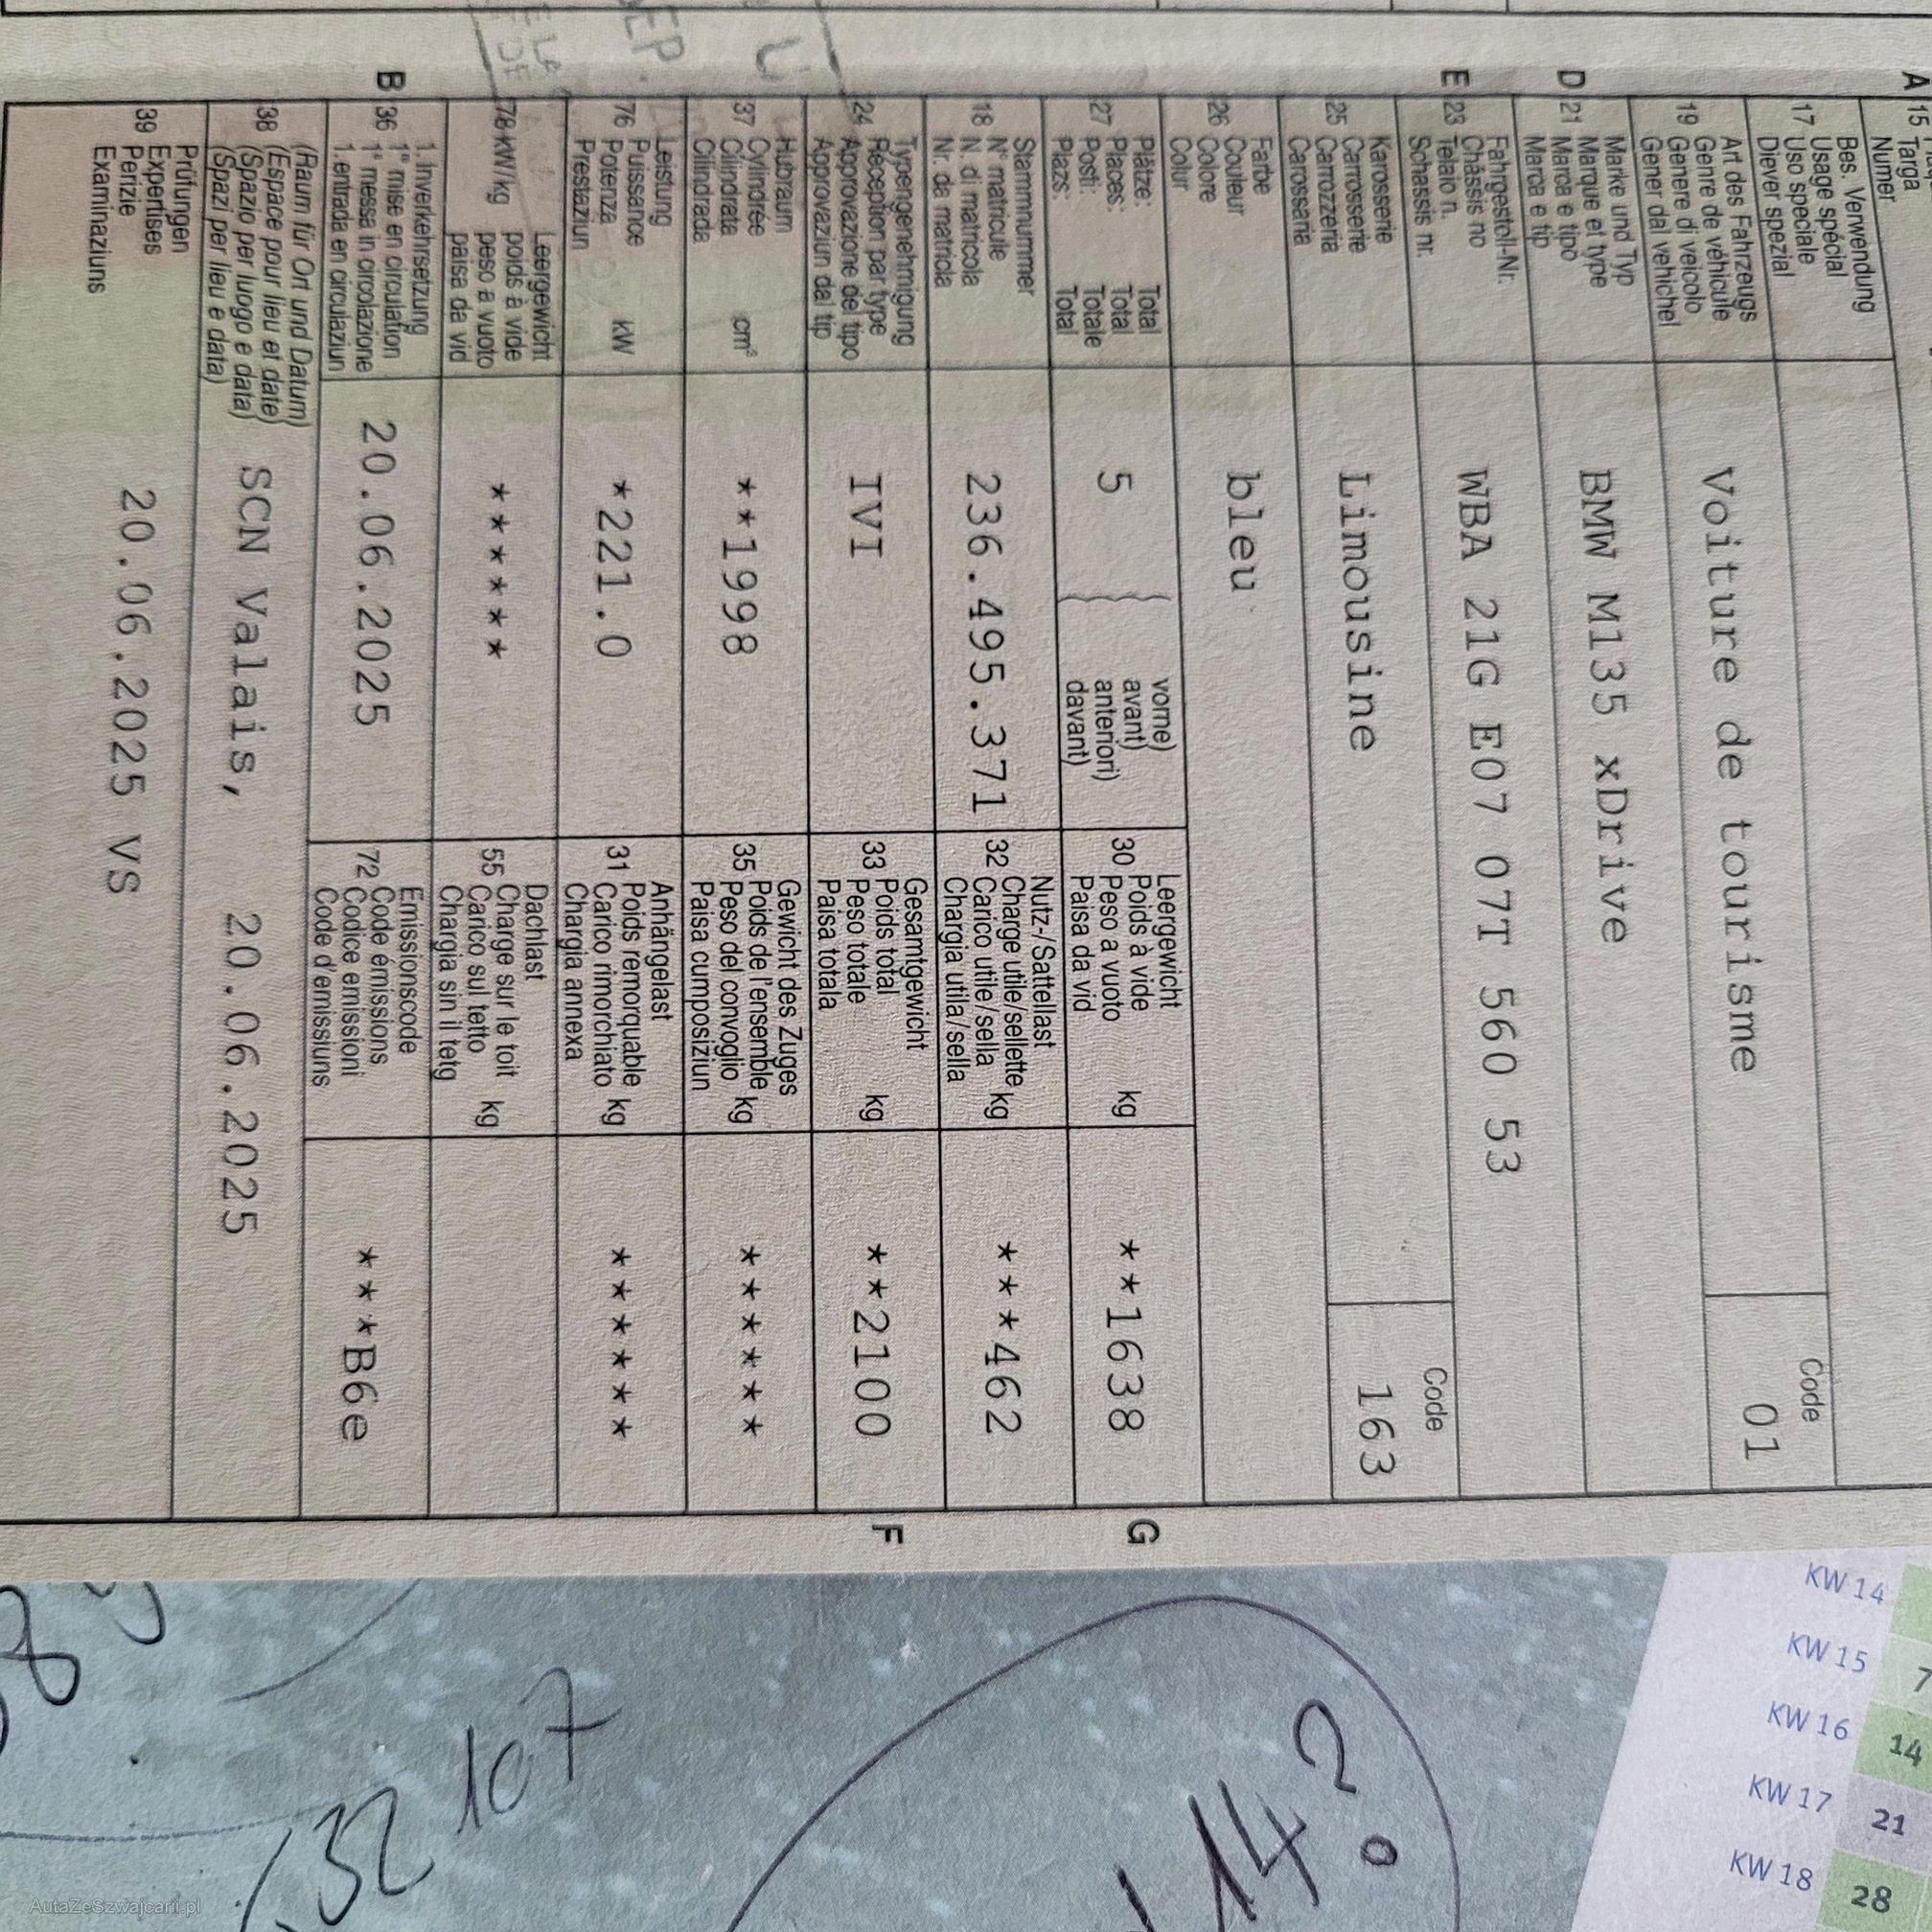 A 15 Targa
Numer
Bes. Verwendung
Usage spécial
17 Uso speciale
Diever spezial
Art des Fahrzeugs
Genre de véhicule
19 Genere di veicolo
Gener dal vehichel
Voiture de tourisme
Code
01
Marke und Typ
D 21 Marque et type
Marca e tipo
Marca e tip
BMW M135 xDrive
Fahrgestell-Nr.
Châssis no
E 23 Telaio n.
Schassis nr.
WBA 21G E07 07T 560 53
Karosserie
25 Carrosserie
Carrozzeria
Carossaria
Limousine
Code
163
Farbe
26 Couleur
Colore
Colur
bleu
Plätze: Total vorne)
27 Places: Total avant)
Posti: Totale anteriori)
Plazs: Total davant)
5
Leergewicht
30 Poids à vide kg
Peso a vuoto
Paisa da vid
**1638
G
Stammnummer
18 N° matricule
N. di matricola
Nr. da matricla
236.495.371
Nutz-/Sattellast
32 Charge utile/sellette kg
Carico utile/sella
Chargia utila/sella
***462
Typengenehmigung
24 Réception par type
Approvazione del tipo
Approvaziun dal tip
IVI
Gesamtgewicht
33 Poids total kg
Peso totale
Paisa totala
**2100
F
Hubraum
37 Cylindrée cm³
Cilindrata
Cilindrada
**1998
Gewicht des Zuges
35 Poids de l'ensemble kg
Peso del convoglio
Paisa cumposiziun
*******
Leistung
76 Puissance kW
Potenza
Prestaziun
*221.0
Anhängelast
31 Poids remorquable kg
Carico rimorchiato
Chargia annexa
*******
Leergewicht
78 kW/kg poids à vide
peso a vuoto
paisa da vid
******
Dachlast
55 Charge sur le toit kg
Carico sul tetto
Chargia sin il tetg
1. Inverkehrsetzung
B 36 1re mise en circulation
1a messa in circolazione
1. entrada en circulaziun
20.06.2025
Emissionscode
72 Code émissions
Codice emissioni
Code d'emissiuns
***B6e
(Raum für Ort und Datum)
38 (Espace pour lieu et date)
(Spazio per luogo e data)
(Spazi per lieu e data)
SCN Valais, 20.06.2025
Prüfungen
39 Expertises
Perizie
Examinaziuns
20.06.2025 VS
KW 14
KW 15 7
KW 16 14
KW 17 21
KW 18 28
14?
32 107
AutaZeSzwajcarii.pl